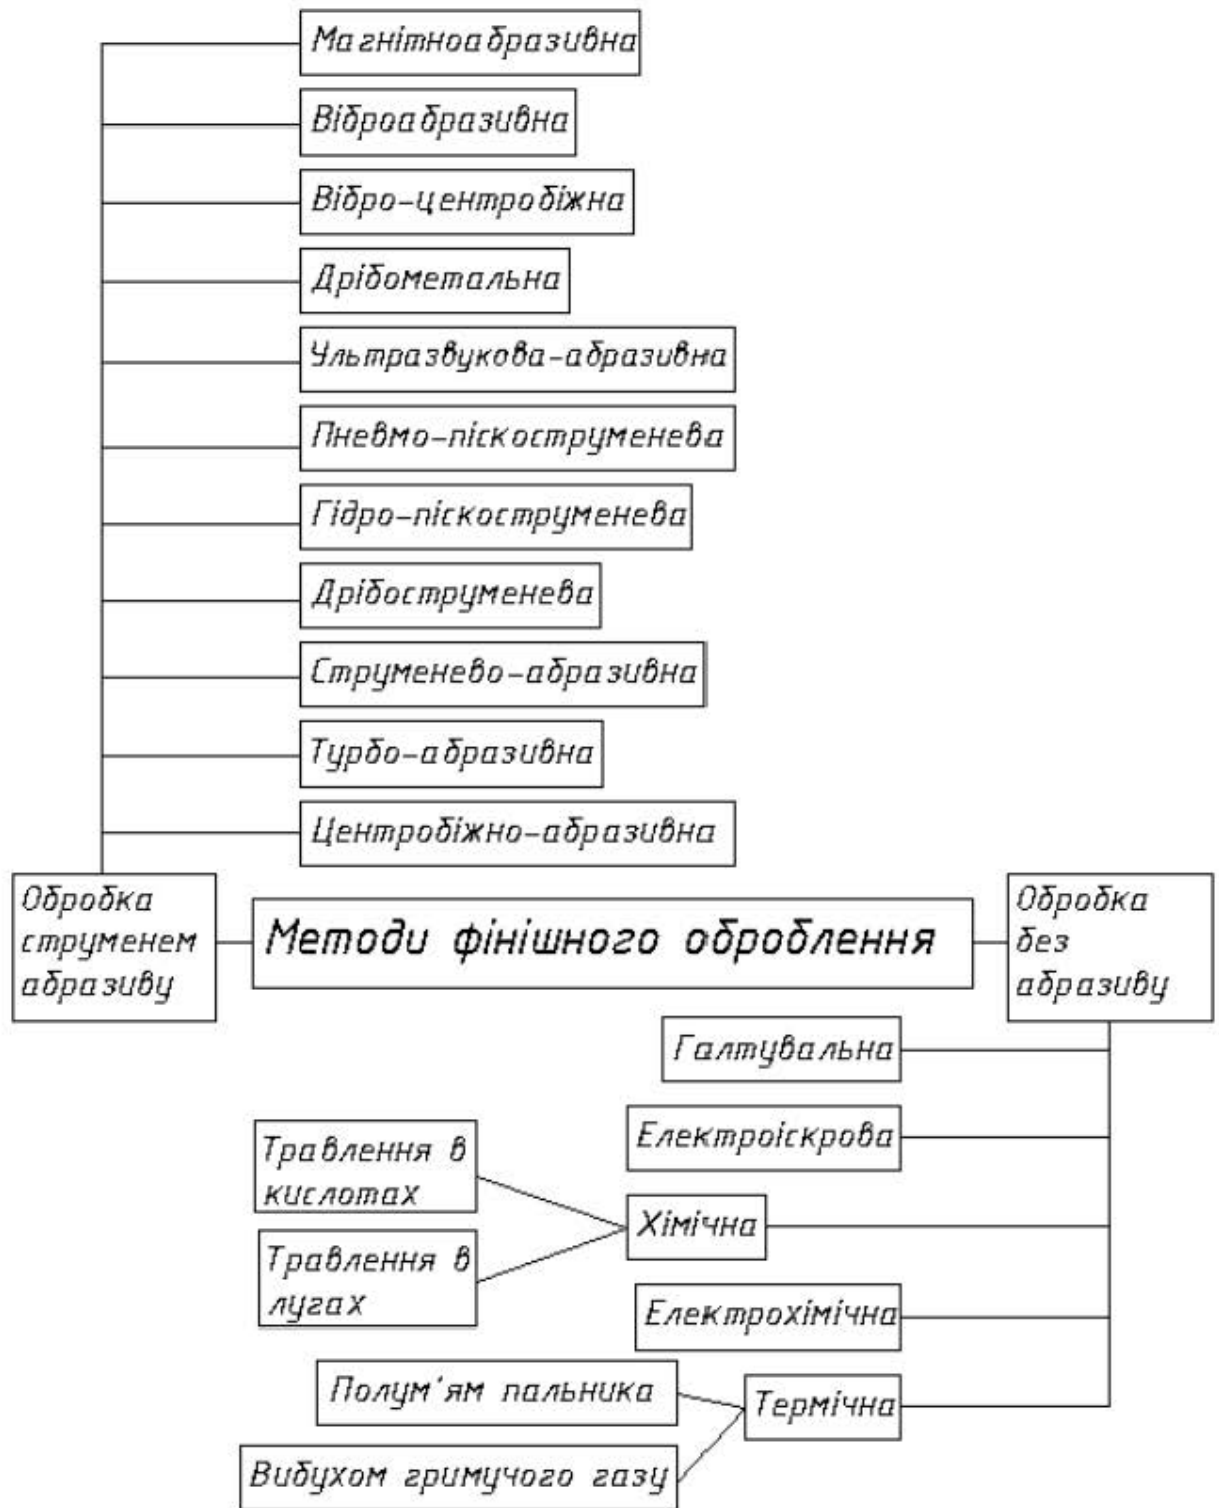 Магнітноабразивна
Віброабразивна
Вібро-центробіжна
Дрібометальна
Ультразвукова-абразивна
Пневмо-піскоструменева
Гідро-піскоструменева
Дрібоструменева
Струменево-абразивна
Турбо-абразивна
Центробіжно-абразивна
Обробка
струменем
абразиву
Методи фінішного оброблення
Обробка
без
абразиву
Галтувальна
Електроіскрова
Травлення в
кислотах
Хімічна
Травлення в
лугах
Електрохімічна
Полум'ям пальника
Термічна
Вибухом гримучого газу